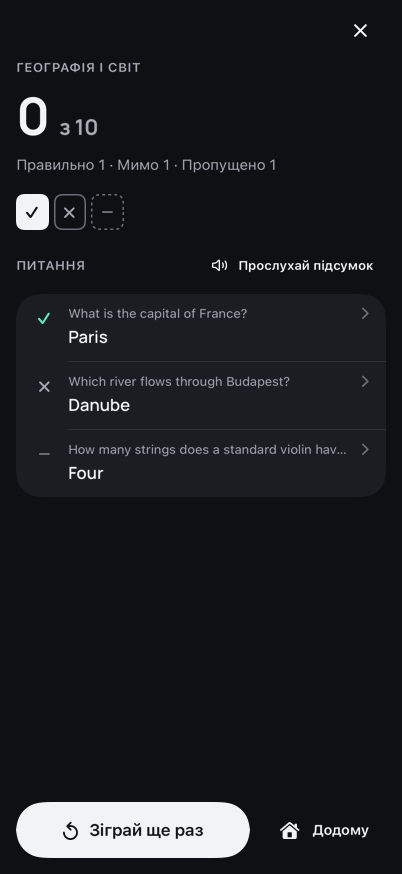 ГЕОГРАФІЯ І СВІТ
0 з 10
Правильно 1 · Мимо 1 · Пропущено 1
ПИТАННЯ
Прослухай підсумок
What is the capital of France?
Paris
Which river flows through Budapest?
Danube
How many strings does a standard violin hav...
Four
Зіграй ще раз
Додому